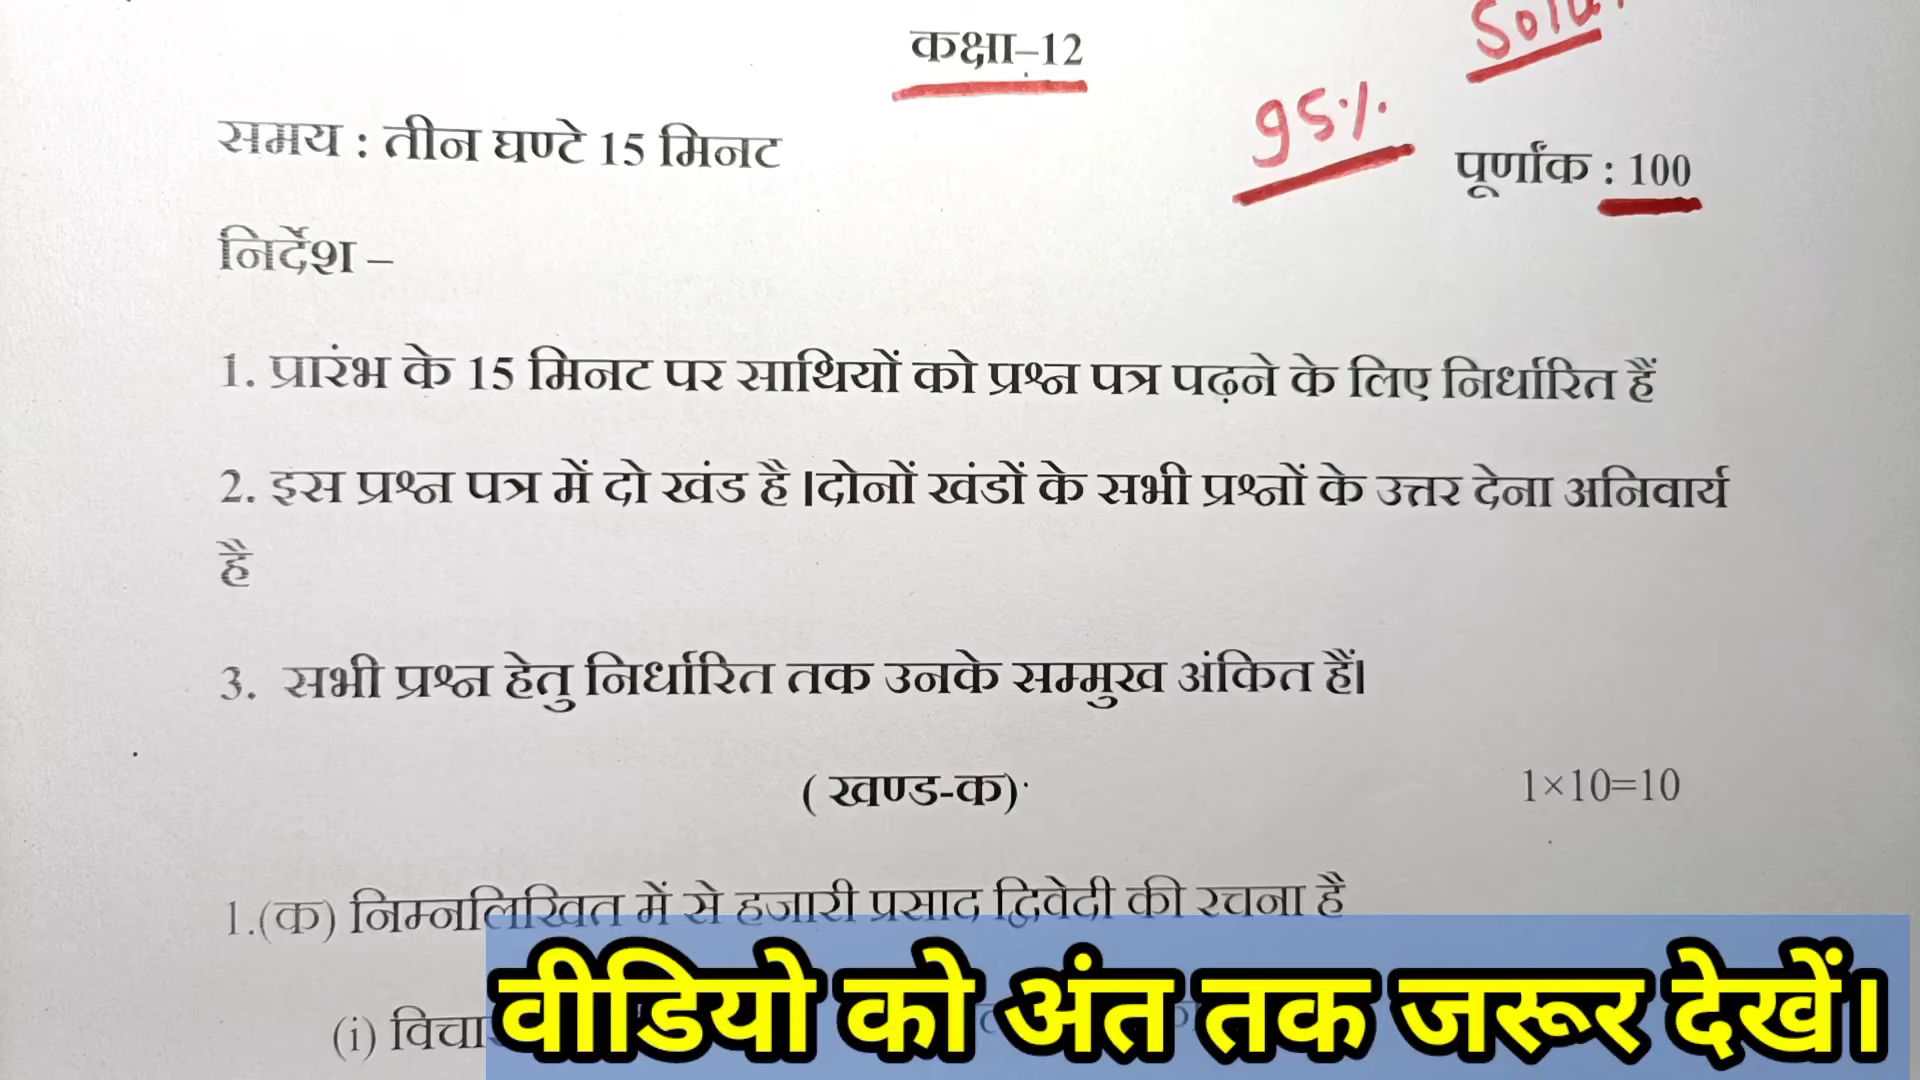 कक्षा–12
95%
समय : तीन घण्टे 15 मिनट
पूर्णांक : 100
निर्देश –
1. प्रारंभ के 15 मिनट पर साथियों को प्रश्न पत्र पढ़ने के लिए निर्धारित हैं
2. इस प्रश्न पत्र में दो खंड है।दोनों खंडों के सभी प्रश्नों के उत्तर देना अनिवार्य
है
3. सभी प्रश्न हेतु निर्धारित तक उनके सम्मुख अंकित हैं।
( खण्ड-क)
1×10=10
1.(क) निम्नलिखित में से हजारी प्रसाद द्विवेदी की रचना है
(i)
वीडियो को अंत तक जरूर देखें।